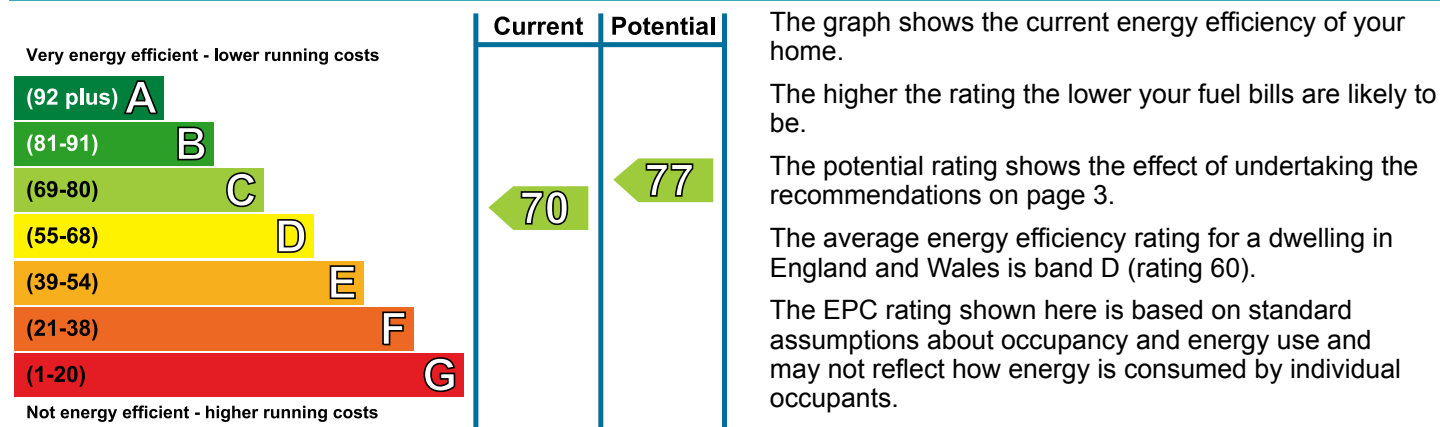 Current Potential
Very energy efficient - lower running costs
(92 plus) A
(81-91) B
(69-80) C
(55-68) D
(39-54) E
(21-38) F
(1-20) G
Not energy efficient - higher running costs
70
77
The graph shows the current energy efficiency of your
home.
The higher the rating the lower your fuel bills are likely to
be.
The potential rating shows the effect of undertaking the
recommendations on page 3.
The average energy efficiency rating for a dwelling in
England and Wales is band D (rating 60).
The EPC rating shown here is based on standard
assumptions about occupancy and energy use and
may not reflect how energy is consumed by individual
occupants.